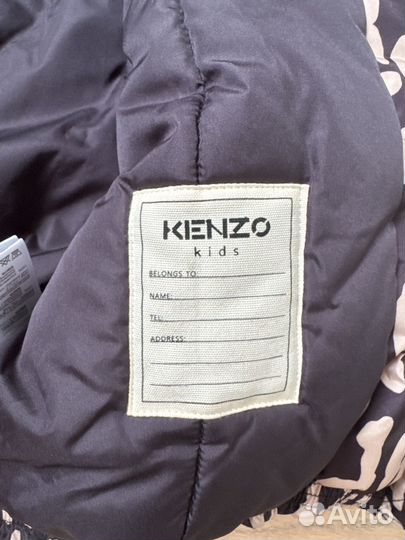 KENZO
kids
BELONGS TO:
NAME:
TEL:
ADDRESS:
Avito